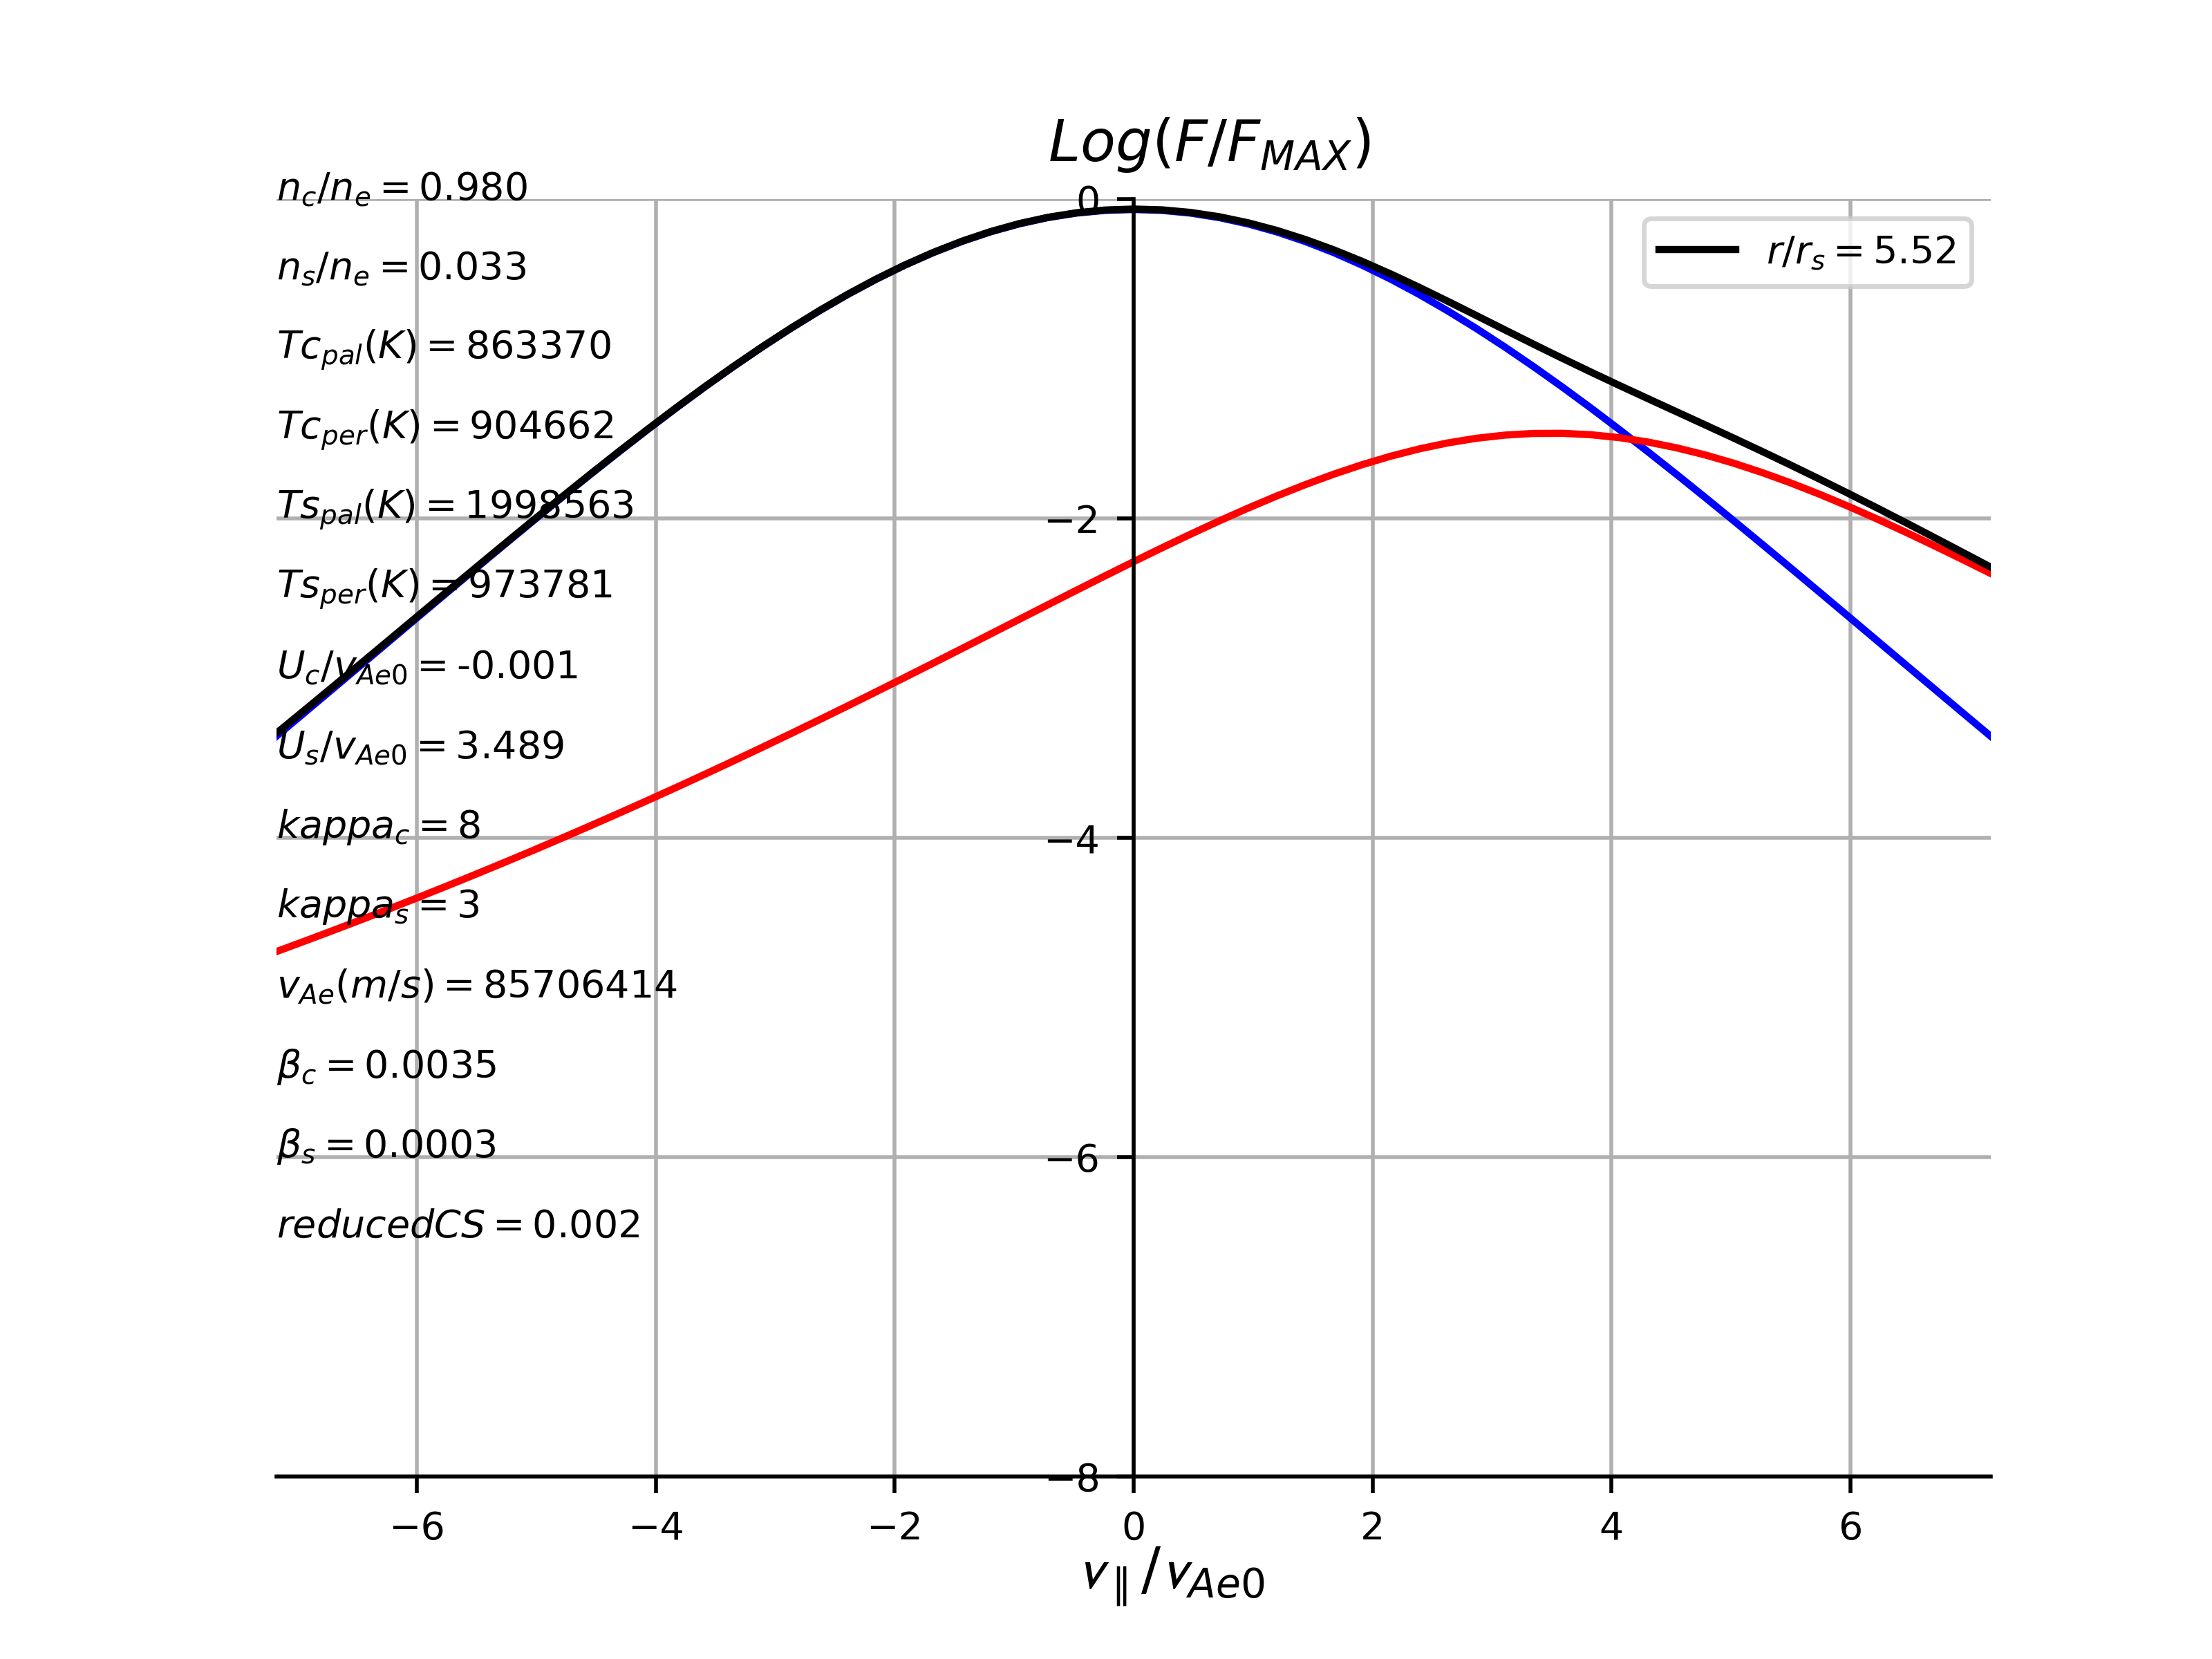 Log(F/F_MAX)
n_c/n_e = 0.980
0
r/r_s = 5.52
n_s/n_e = 0.033
Tc_pal(K) = 863370
Tc_per(K) = 904662
Ts_pal(K) = 1998563
−2
Ts_per(K) = 973781
U_c/v_Ae0 = -0.001
U_s/v_Ae0 = 3.489
kappa_c = 8
−4
kappa_s = 3
v_Ae(m/s) = 85706414
β_c = 0.0035
β_s = 0.0003
−6
reducedCS = 0.002
−8
−6 −4 −2 0 2 4 6
v_∥/v_Ae0